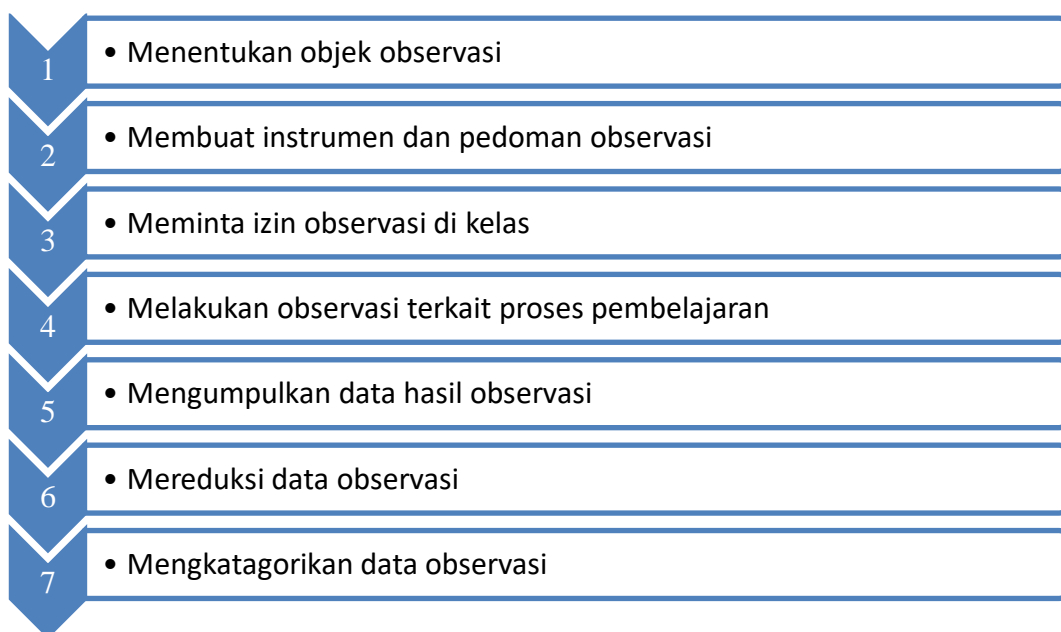 1 • Menentukan objek observasi
2 • Membuat instrumen dan pedoman observasi
3 • Meminta izin observasi di kelas
4 • Melakukan observasi terkait proses pembelajaran
5 • Mengumpulkan data hasil observasi
6 • Mereduksi data observasi
7 • Mengkatagorikan data observasi